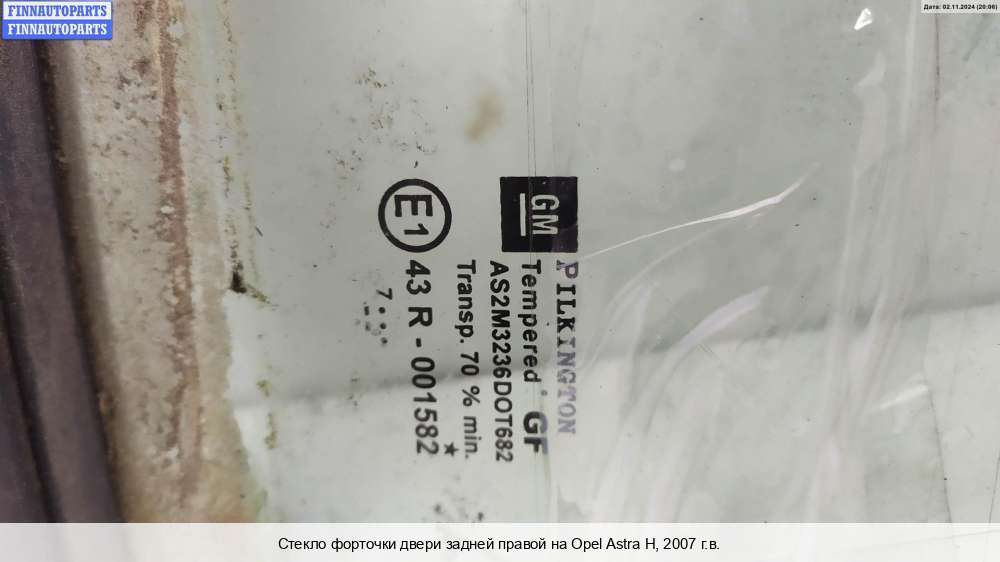 FINNAUTOPARTS
FINNAUTOPARTS
Дата: 02.11.2024 (20:06)
GM
PILKINGTON
Tempered GF
AS2M3236DOT682
Transp. 70 % min.
E1 43 R - 001582
7
Стекло форточки двери задней правой на Opel Astra H, 2007 г.в.